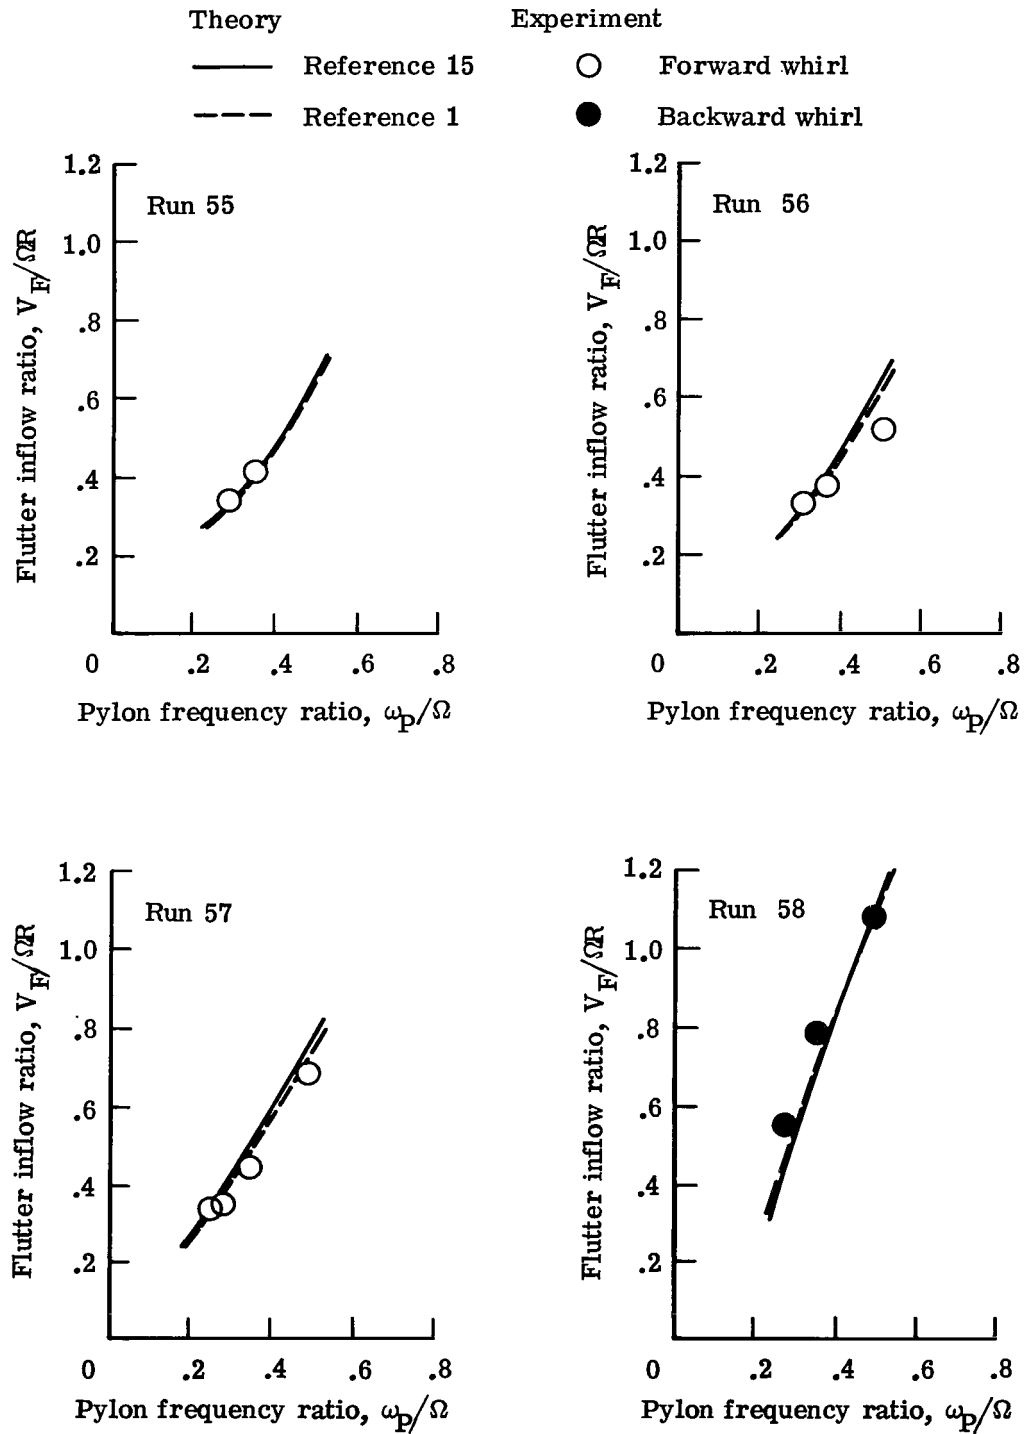 Theory Experiment
Reference 15 Forward whirl
Reference 1 Backward whirl
Run 55
Flutter inflow ratio, V_F/ΩR
1.2
1.0
.8
.6
.4
.2
0 .2 .4 .6 .8
Pylon frequency ratio, ω_P/Ω
Run 56
Flutter inflow ratio, V_F/ΩR
1.2
1.0
.8
.6
.4
.2
0 .2 .4 .6 .8
Pylon frequency ratio, ω_P/Ω
Run 57
Flutter inflow ratio, V_F/ΩR
1.2
1.0
.8
.6
.4
.2
0 .2 .4 .6 .8
Pylon frequency ratio, ω_P/Ω
Run 58
Flutter inflow ratio, V_F/ΩR
1.2
1.0
.8
.6
.4
.2
0 .2 .4 .6 .8
Pylon frequency ratio, ω_P/Ω